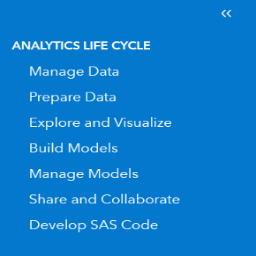 ANALYTICS LIFE CYCLE
Manage Data
Prepare Data
Explore and Visualize
Build Models
Manage Models
Share and Collaborate
Develop SAS Code